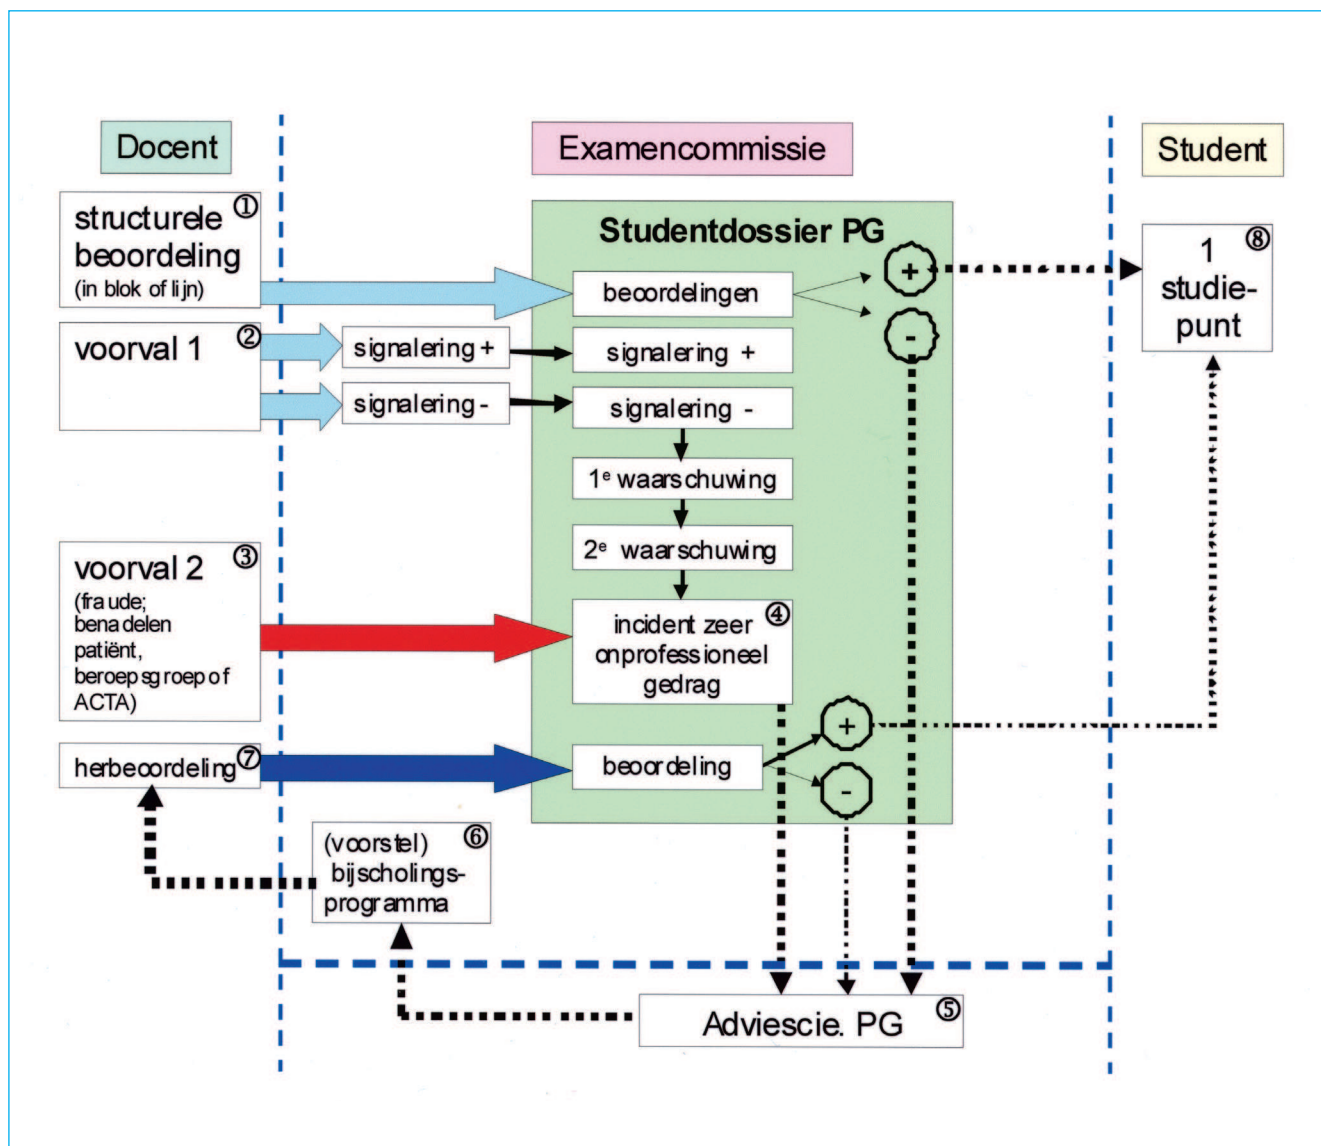 Docent
Examencommissie
Student
structurele ①
beoordeling
(in blok of lijn)
Studentdossier PG
beoordelingen
+
-
1 ⑧
studie-
punt
voorval 1 ②
signalering +
signalering +
signalering -
signalering -
1e waarschuwing
2e waarschuwing
voorval 2 ③
(fraude;
benadelen
patiënt,
beroepsgroep of
ACTA)
incident zeer ④
onprofessioneel
gedrag
herbeoordeling ⑦
beoordeling
+
-
(voorstel) ⑥
bijscholings-
programma
Adviescie. PG ⑤